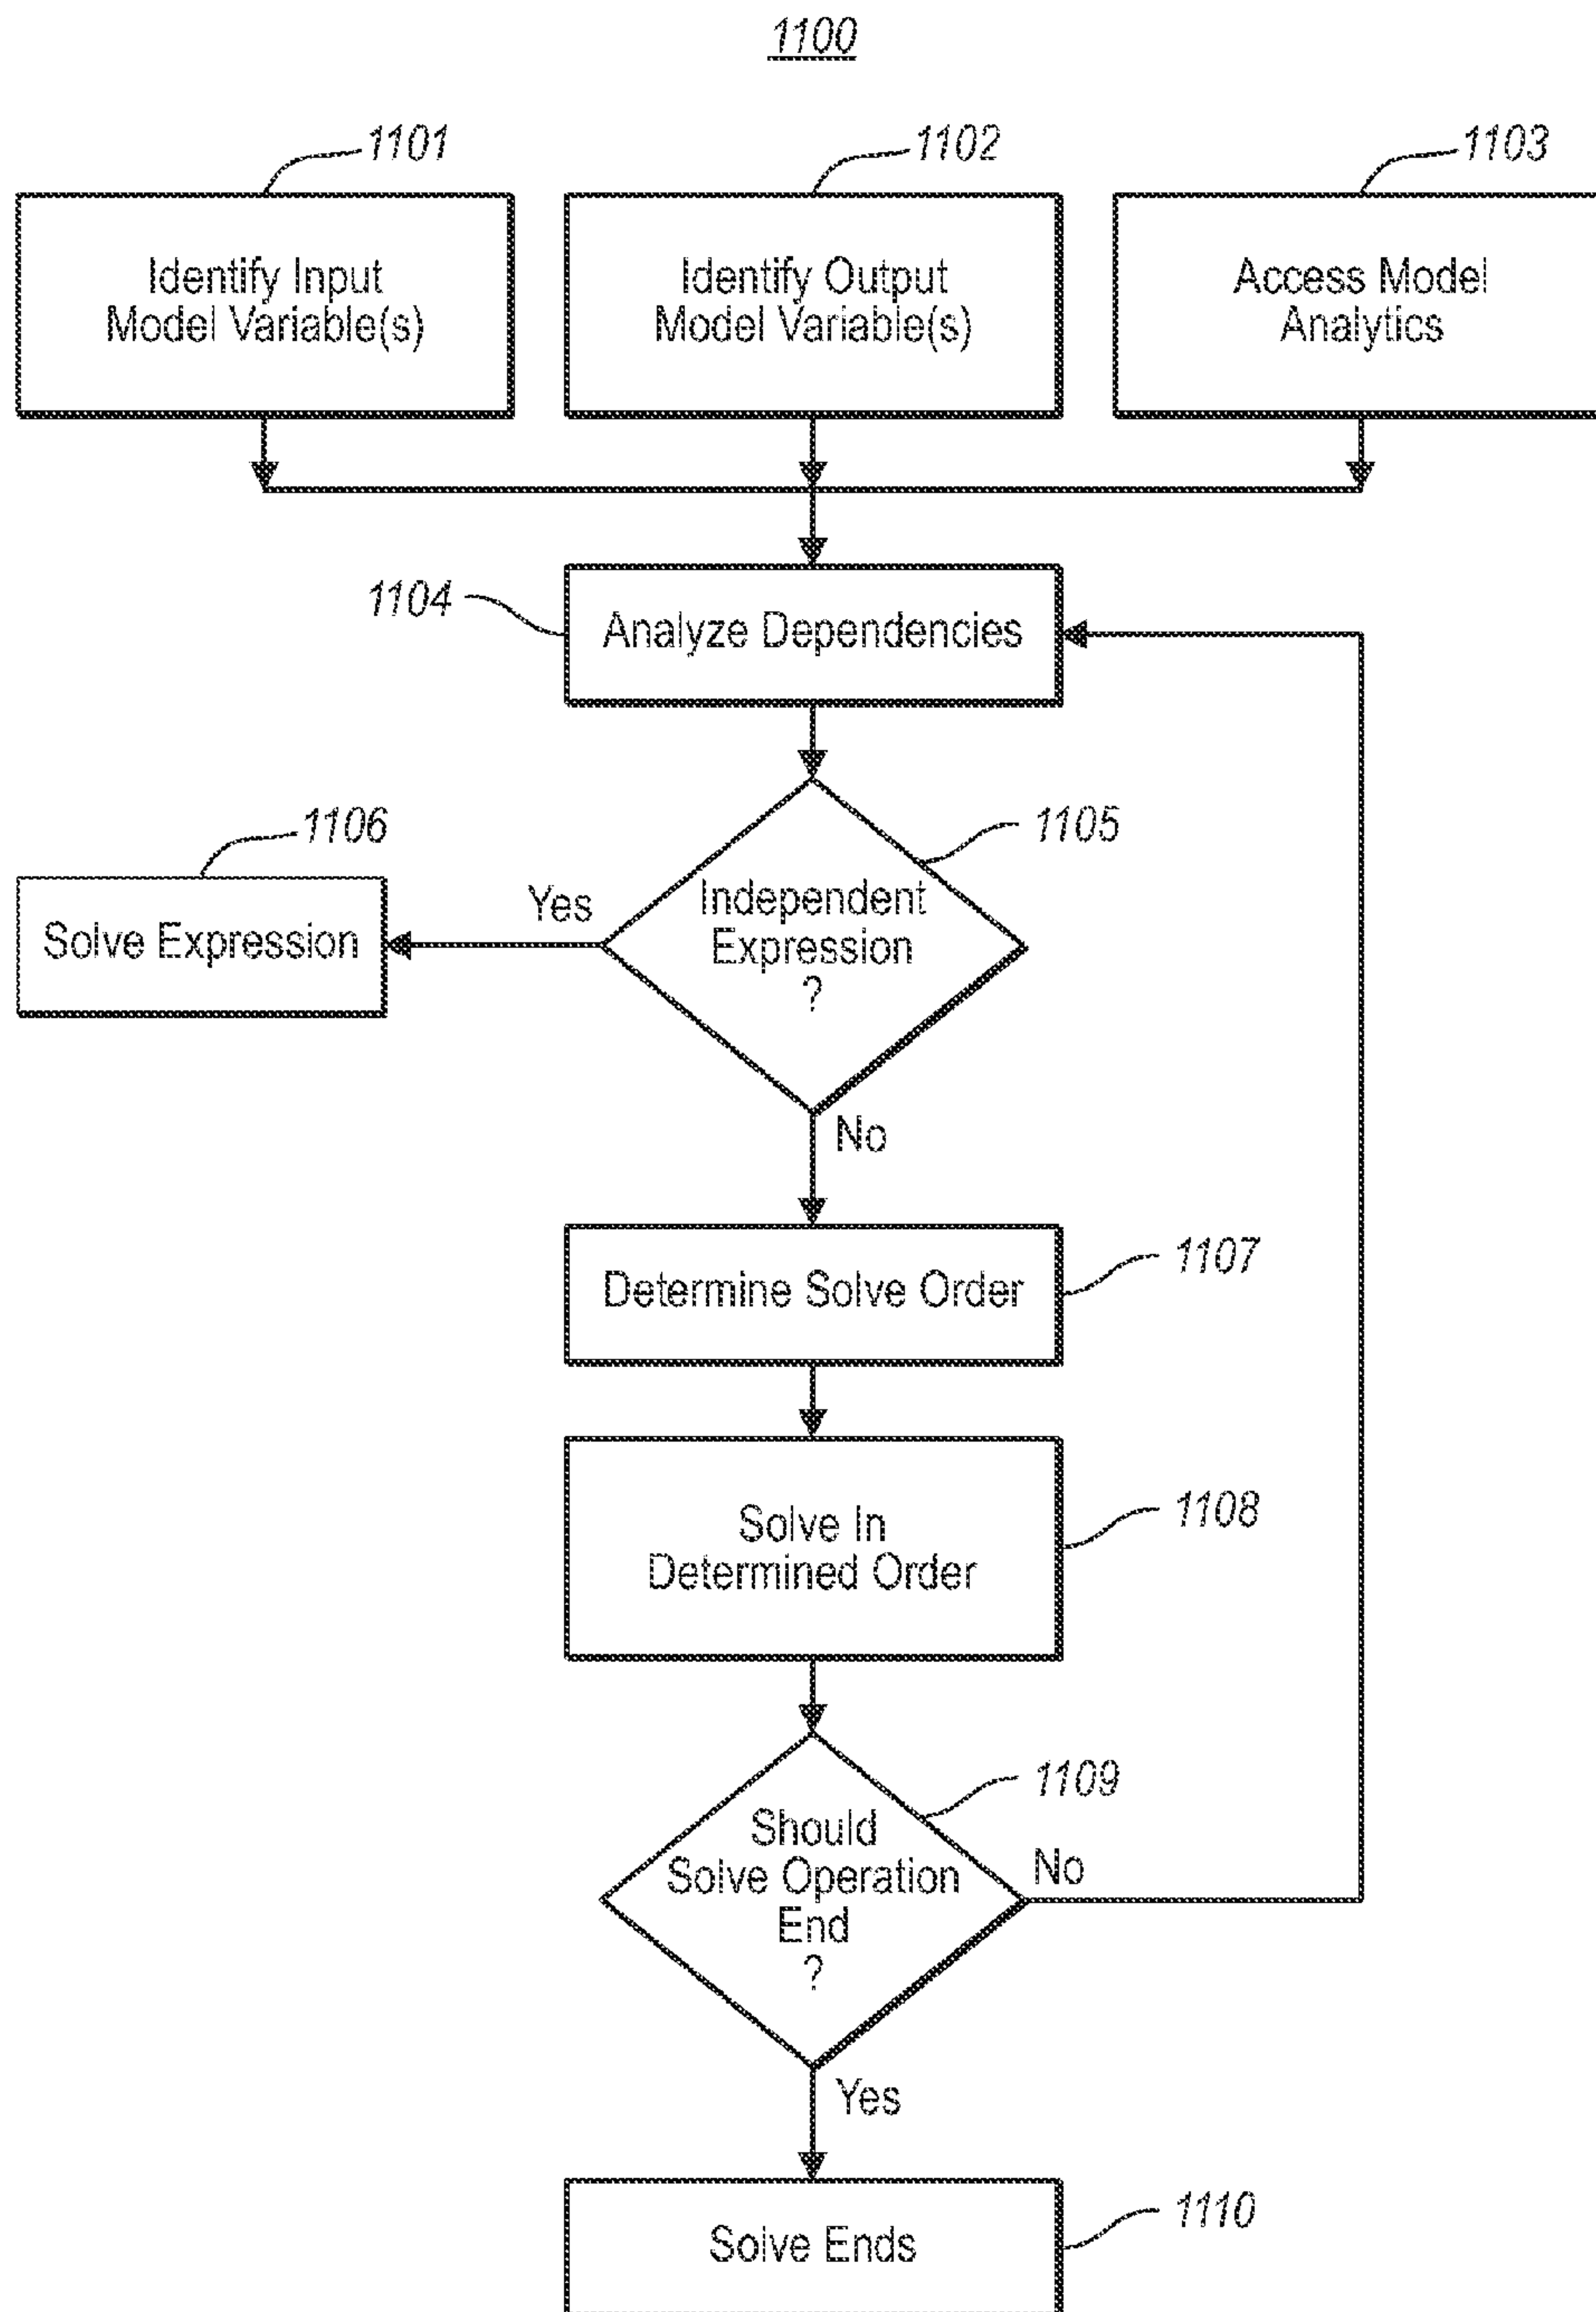 1100
1101
1102
1103
Identify Input
Model Variable(s)
Identify Output
Model Variable(s)
Access Model
Analytics
1104
Analyze Dependencies
1105
1106
Independent
Expression
?
Yes
Solve Expression
No
1107
Determine Solve Order
1108
Solve In
Determined Order
1109
Should
Solve Operation
End
?
No
Yes
1110
Solve Ends